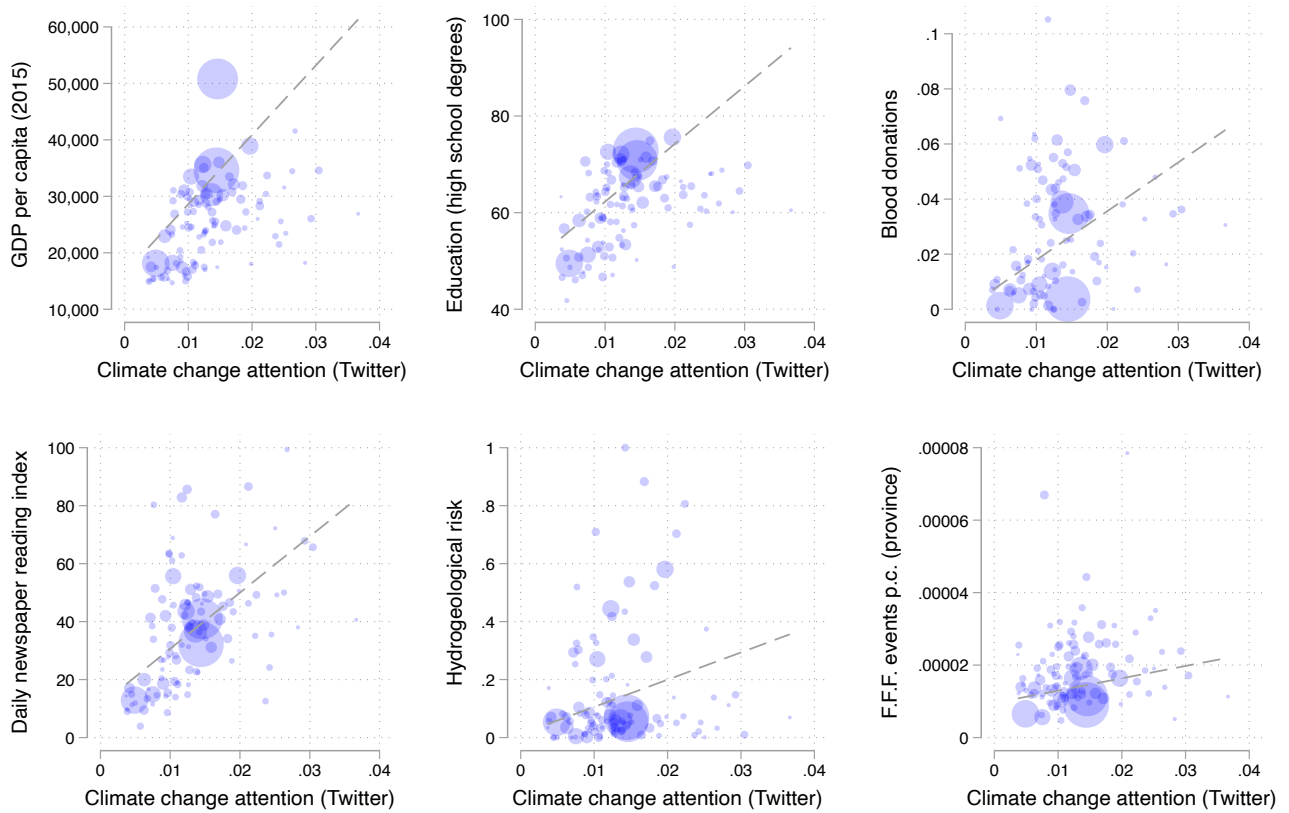 GDP per capita (2015)
60,000
50,000
40,000
30,000
20,000
10,000
0 .01 .02 .03 .04
Climate change attention (Twitter)
Education (high school degrees)
100
80
60
40
0 .01 .02 .03 .04
Climate change attention (Twitter)
Blood donations
.1
.08
.06
.04
.02
0
0 .01 .02 .03 .04
Climate change attention (Twitter)
Daily newspaper reading index
100
80
60
40
20
0
0 .01 .02 .03 .04
Climate change attention (Twitter)
Hydrogeological risk
1
.8
.6
.4
.2
0
0 .01 .02 .03 .04
Climate change attention (Twitter)
F.F.F. events p.c. (province)
.00008
.00006
.00004
.00002
0
0 .01 .02 .03 .04
Climate change attention (Twitter)